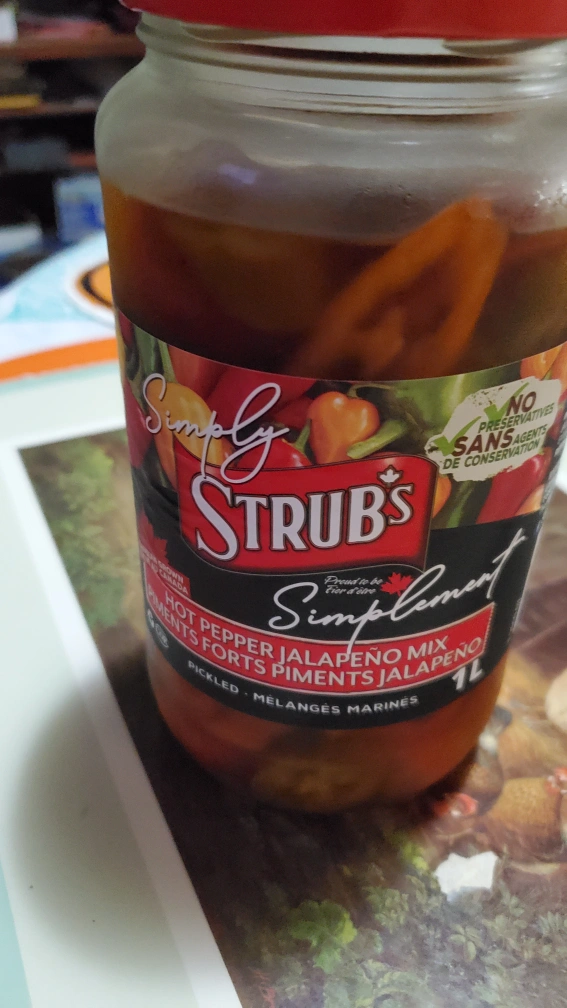 Simply
STRUB'S
NO
PRESERVATIVES
SANS AGENTS
DE CONSERVATION
Proud to be
Fier d'être
Simplement
HOT PEPPER JALAPEÑO MIX
PIMENTS FORTS PIMENTS JALAPEÑO
PICKLED · MÉLANGÉS MARINÉS
1L